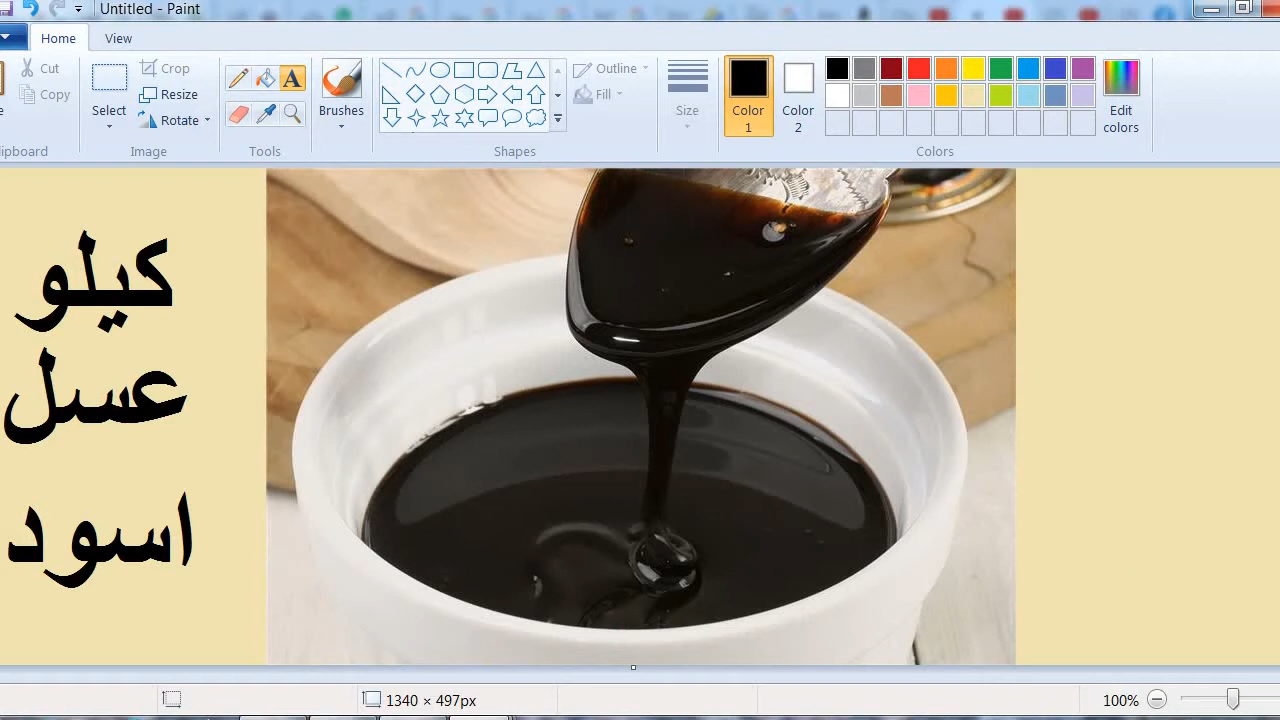 Untitled - Paint
Home View
Cut
Copy
Select
Crop
Resize
Rotate
Brushes
Outline
Fill
Size
Color 1
Color 2
Edit colors
Image
Tools
Shapes
Colors
كيلو
عسل
اسود
1340 × 497px
100%